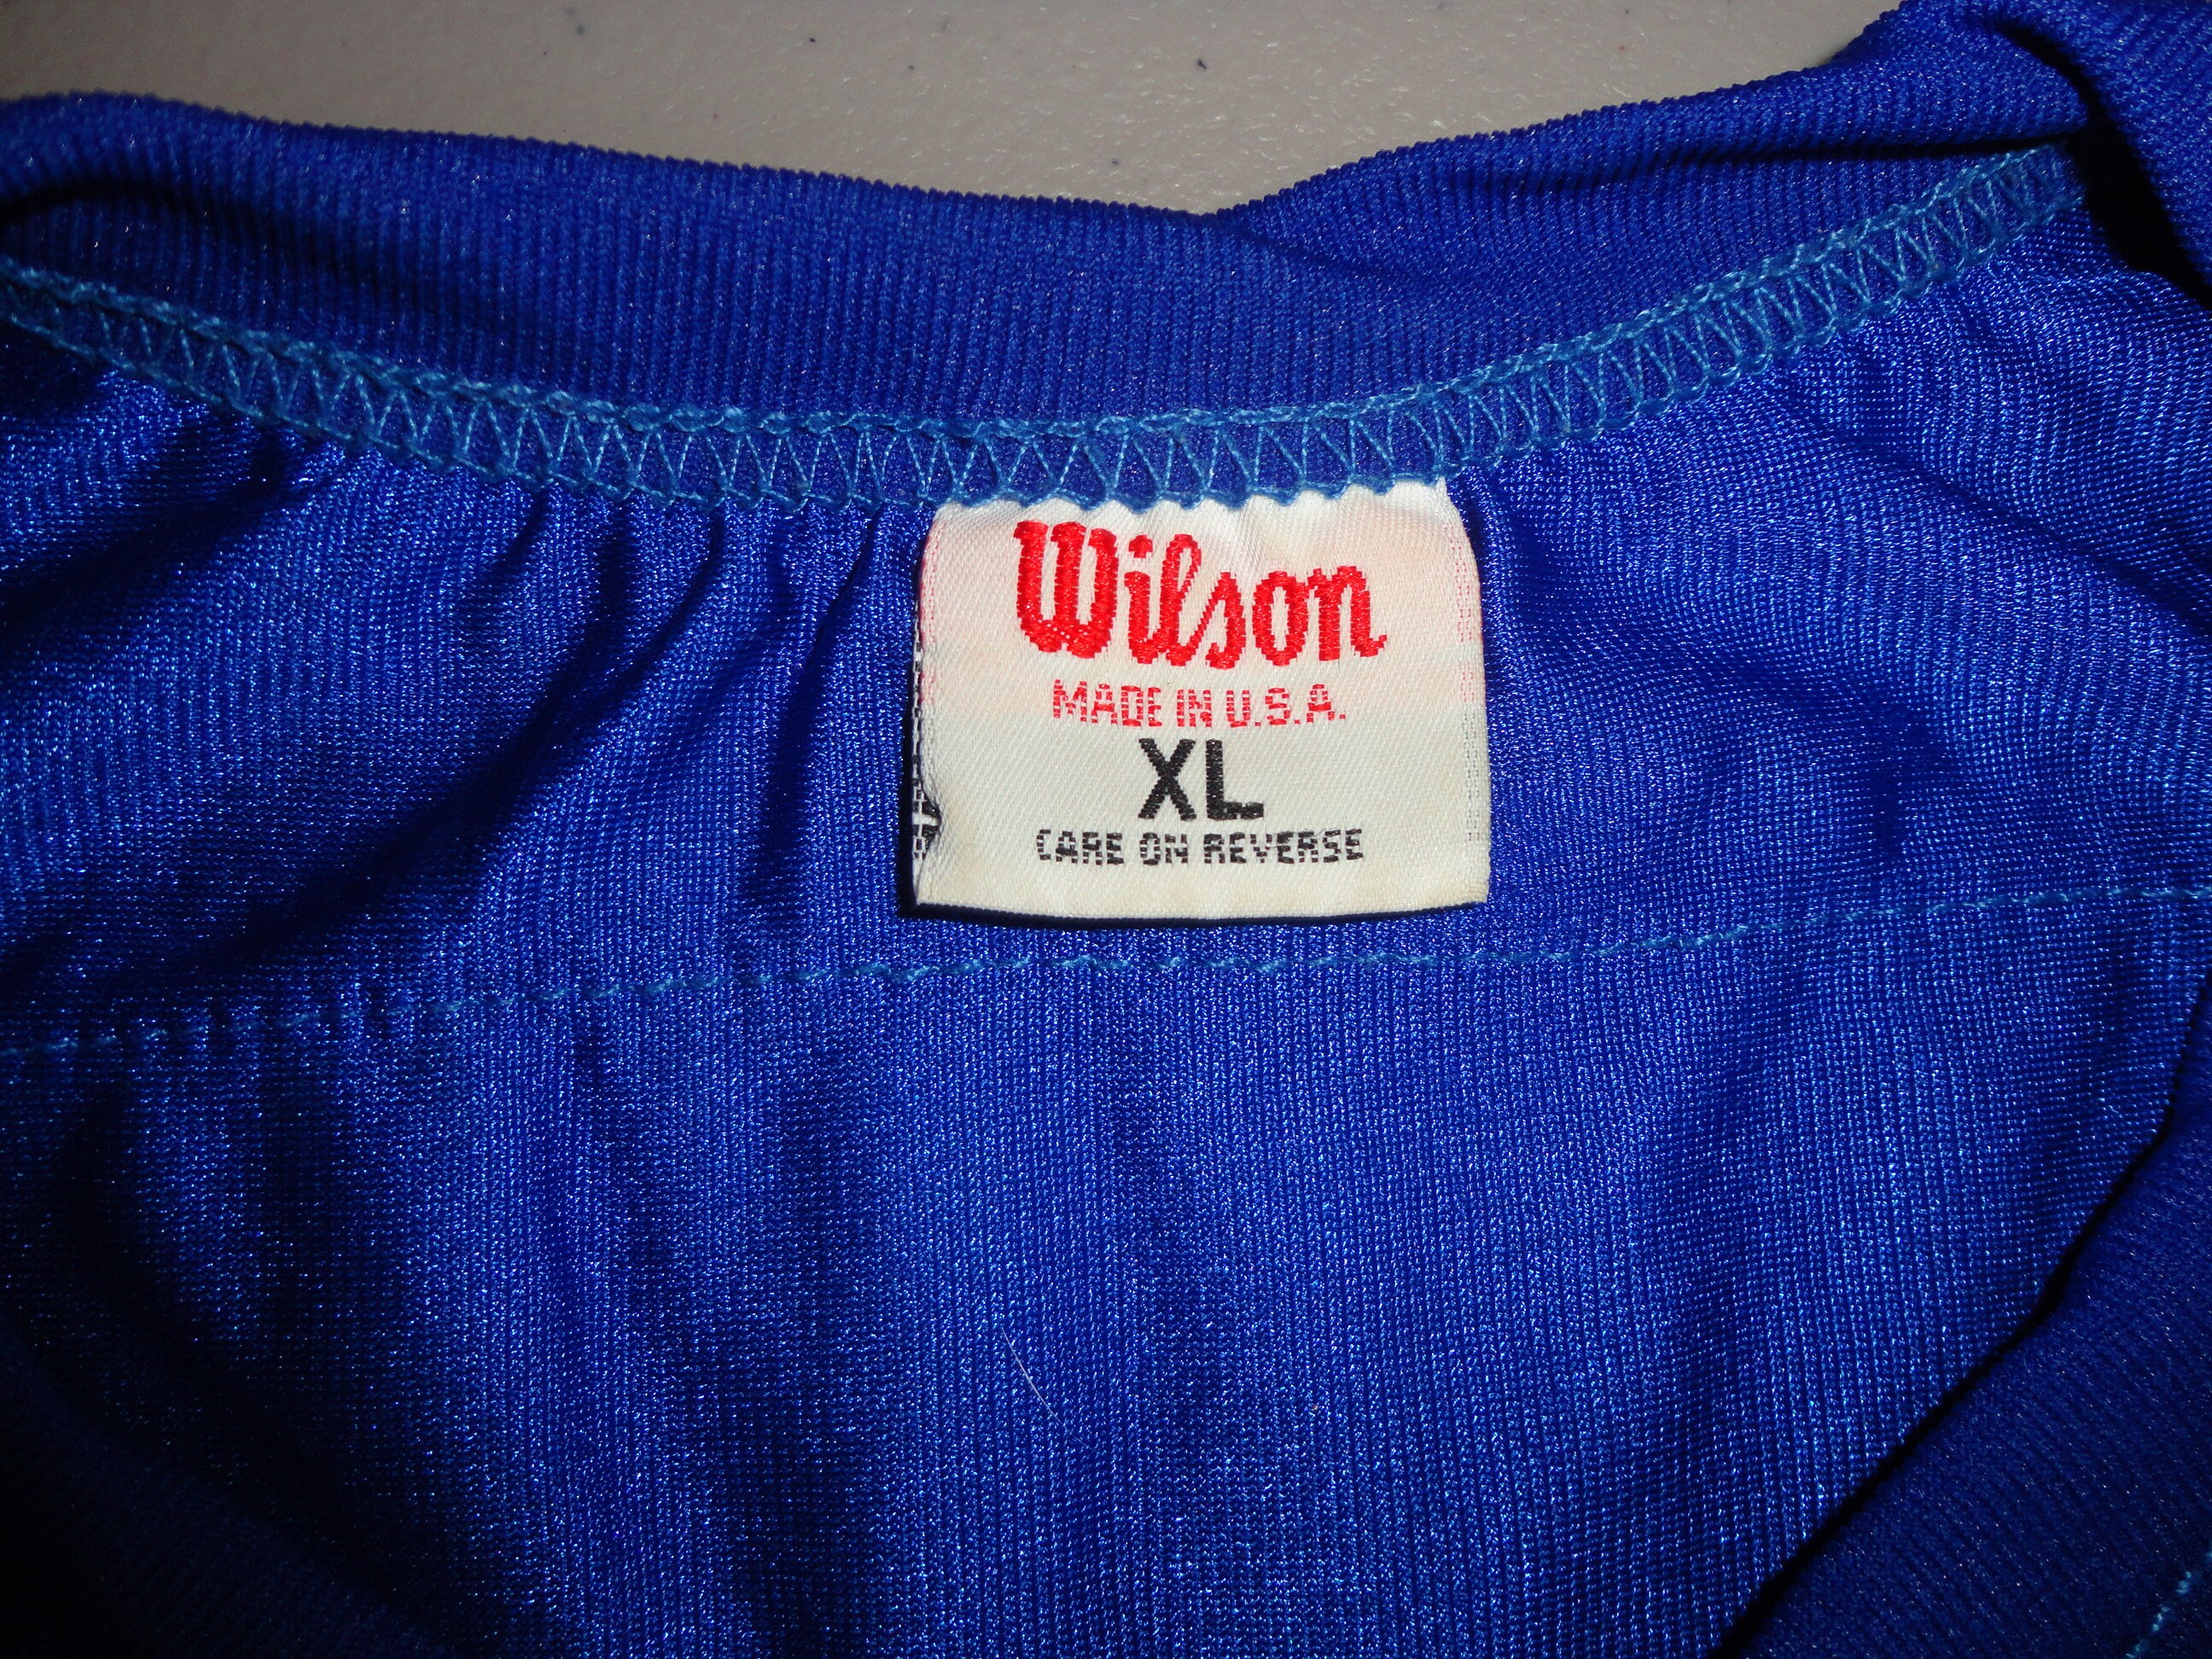 Wilson
MADE IN U.S.A.
XL
CARE ON REVERSE